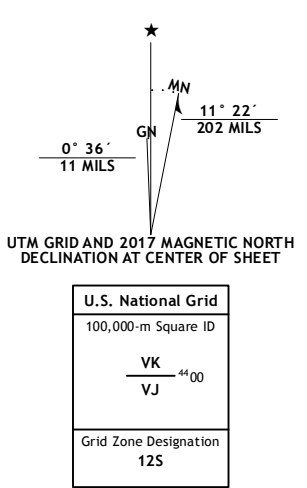 ★
MN
GN
11° 22´
202 MILS
0° 36´
11 MILS
UTM GRID AND 2017 MAGNETIC NORTH
DECLINATION AT CENTER OF SHEET
U.S. National Grid
100,000-m Square ID
VK
⁴⁴00
VJ
Grid Zone Designation
12S